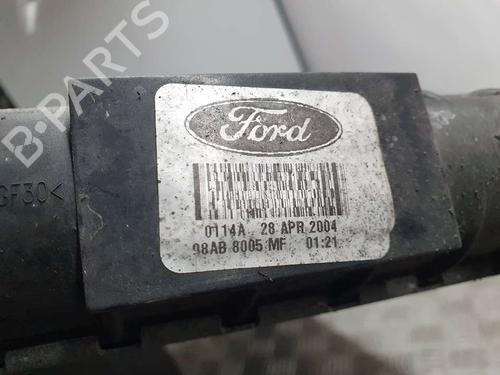 B-PARTS
Ford
0114A 28 APR 2004
98AB 8005 MF 01:21
GF30<